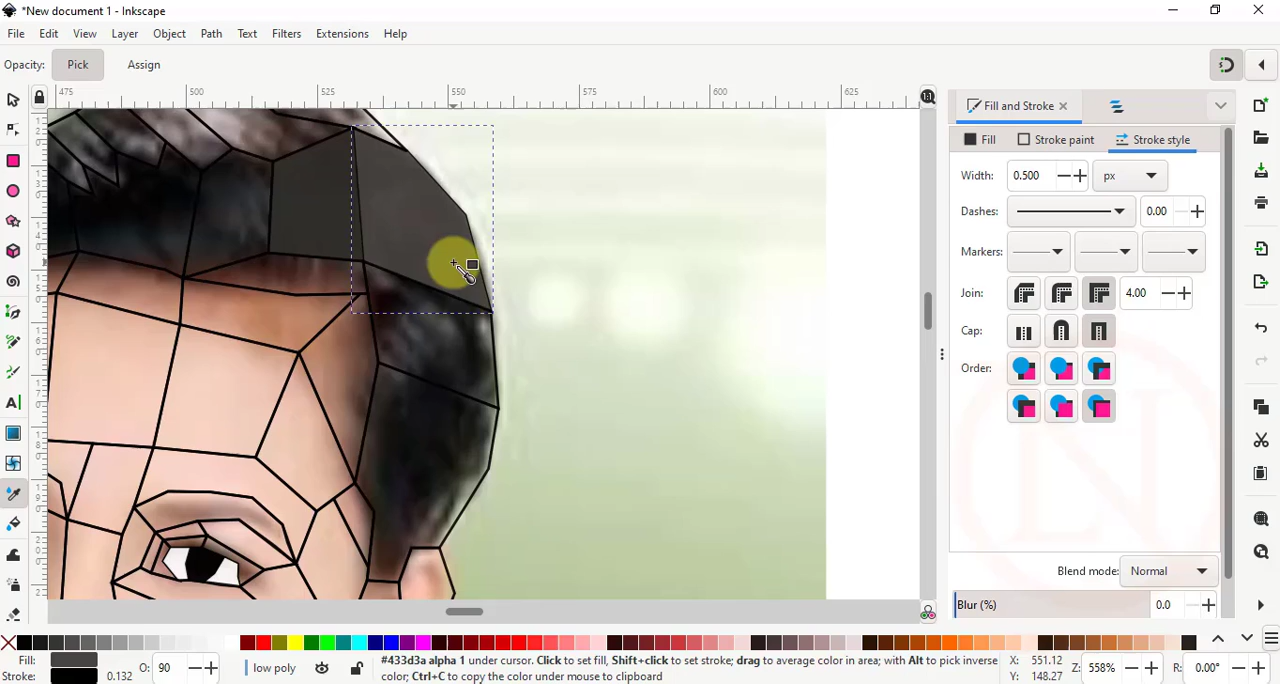 *New document 1 - Inkscape
File Edit View Layer Object Path Text Filters Extensions Help
Opacity: Pick Assign
475 500 525 550 575 600 625
Fill and Stroke
Fill Stroke paint Stroke style
Width: 0.500 px
Dashes: 0.00
Markers:
Join: 4.00
Cap:
Order:
Blend mode: Normal
Blur (%) 0.0
Fill: O: 90 low poly #433d3a alpha 1 under cursor. Click to set fill, Shift+click to set stroke; drag to average color in area; with Alt to pick inverse X: 551.12 Z: 558% R: 0.00°
Stroke: 0.132 color; Ctrl+C to copy the color under mouse to clipboard Y: 148.27